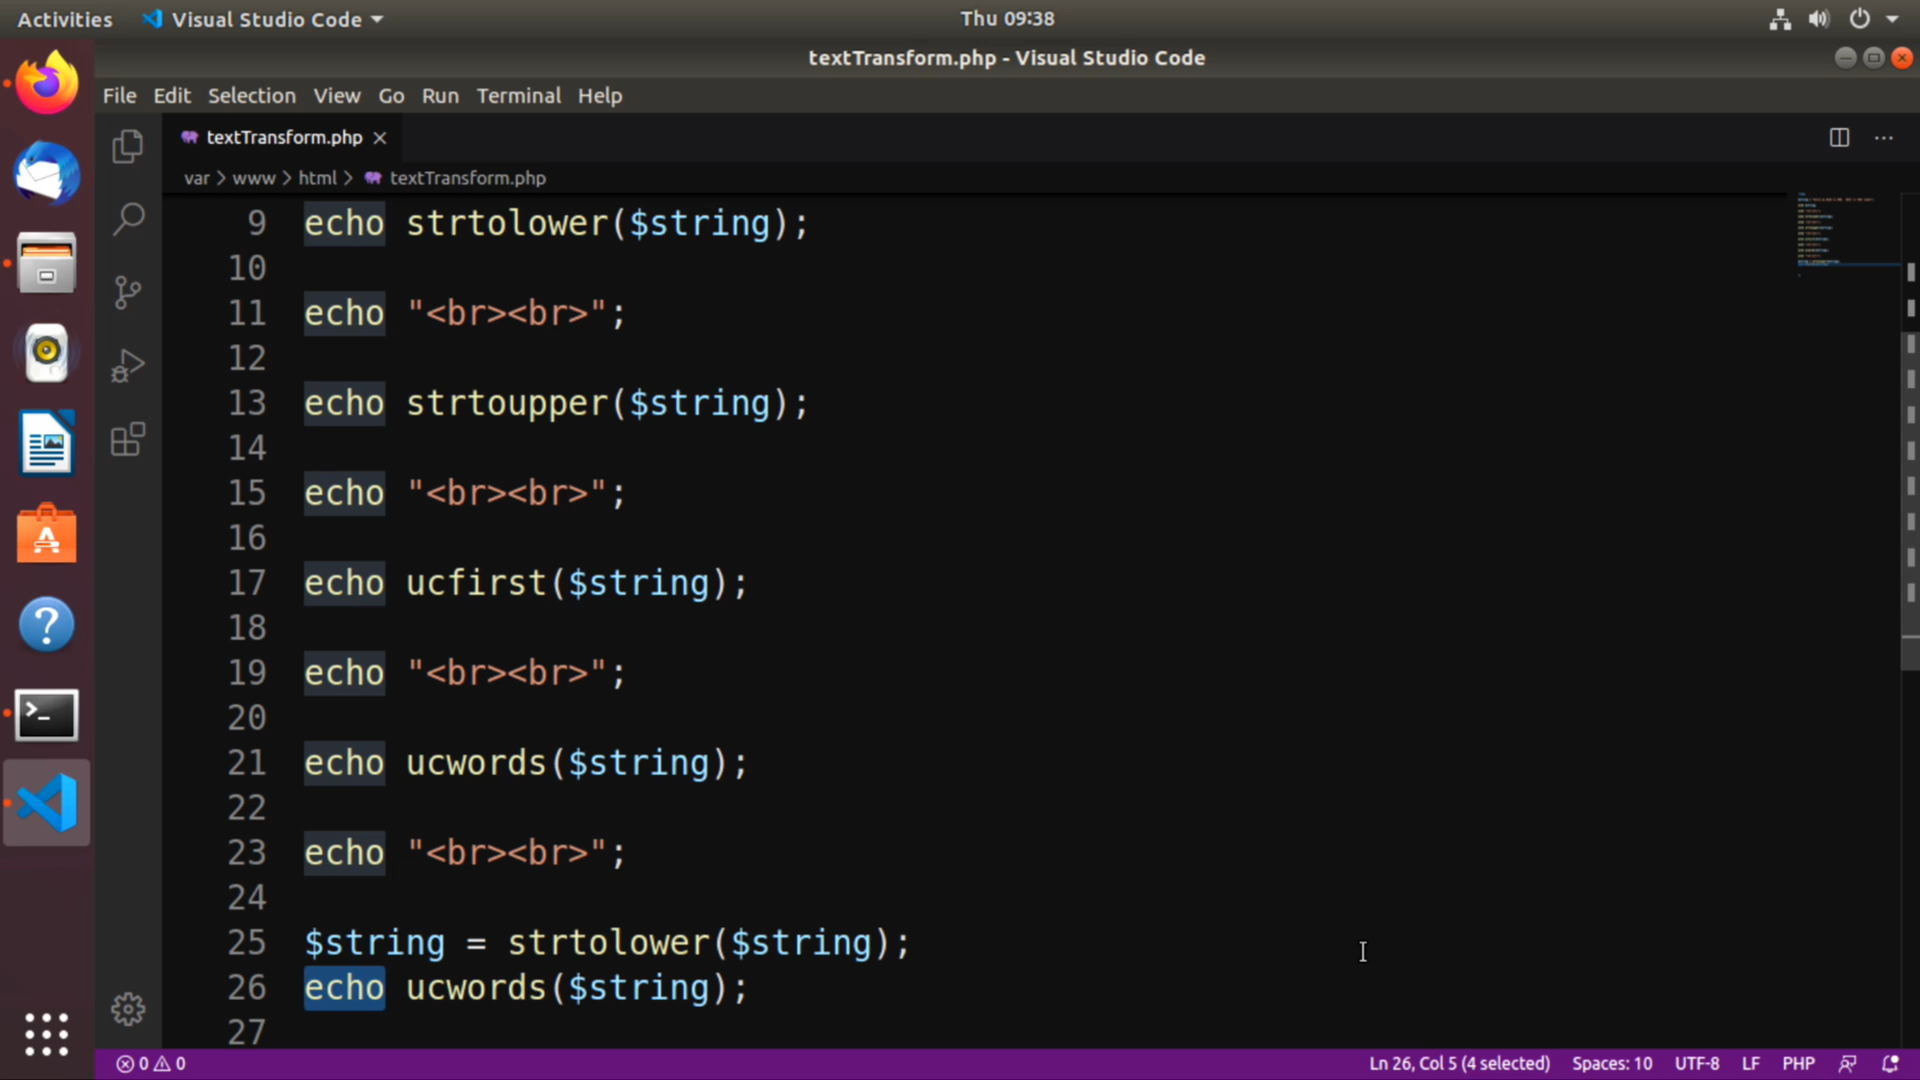 Activities Visual Studio Code Thu 09:38
textTransform.php - Visual Studio Code
File Edit Selection View Go Run Terminal Help
textTransform.php
var > www > html > textTransform.php
9 echo strtolower($string);
10
11 echo "<br><br>";
12
13 echo strtoupper($string);
14
15 echo "<br><br>";
16
17 echo ucfirst($string);
18
19 echo "<br><br>";
20
21 echo ucwords($string);
22
23 echo "<br><br>";
24
25 $string = strtolower($string);
26 echo ucwords($string);
27
0 0 Ln 26, Col 5 (4 selected) Spaces: 10 UTF-8 LF PHP